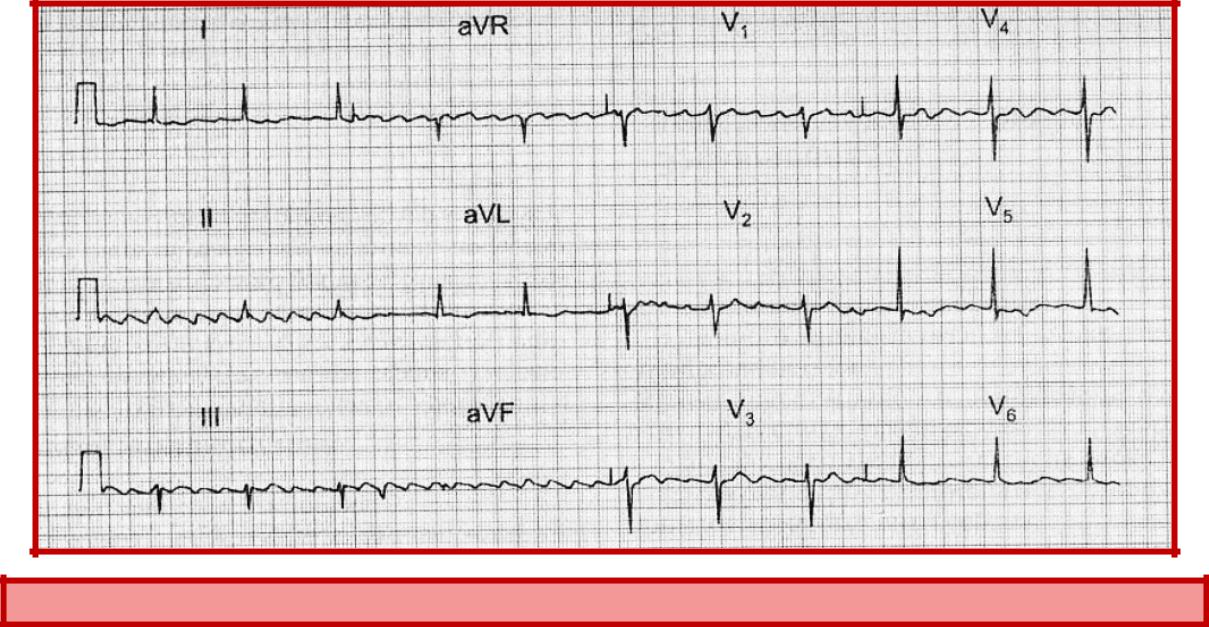 I aVR V₁ V₄
II aVL V₂ V₅
III aVF V₃ V₆